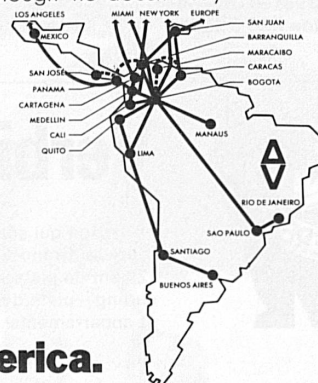 LOS ANGELES
MIAMI
NEW YORK
EUROPE
MEXICO
SAN JUAN
BARRANQUILLA
MARACAIBO
CARACAS
BOGOTA
SAN JOSE
PANAMA
CARTAGENA
MEDELLIN
CALI
QUITO
MANAUS
LIMA
RIO DE JANEIRO
SAO PAULO
SANTIAGO
BUENOS AIRES
erica.